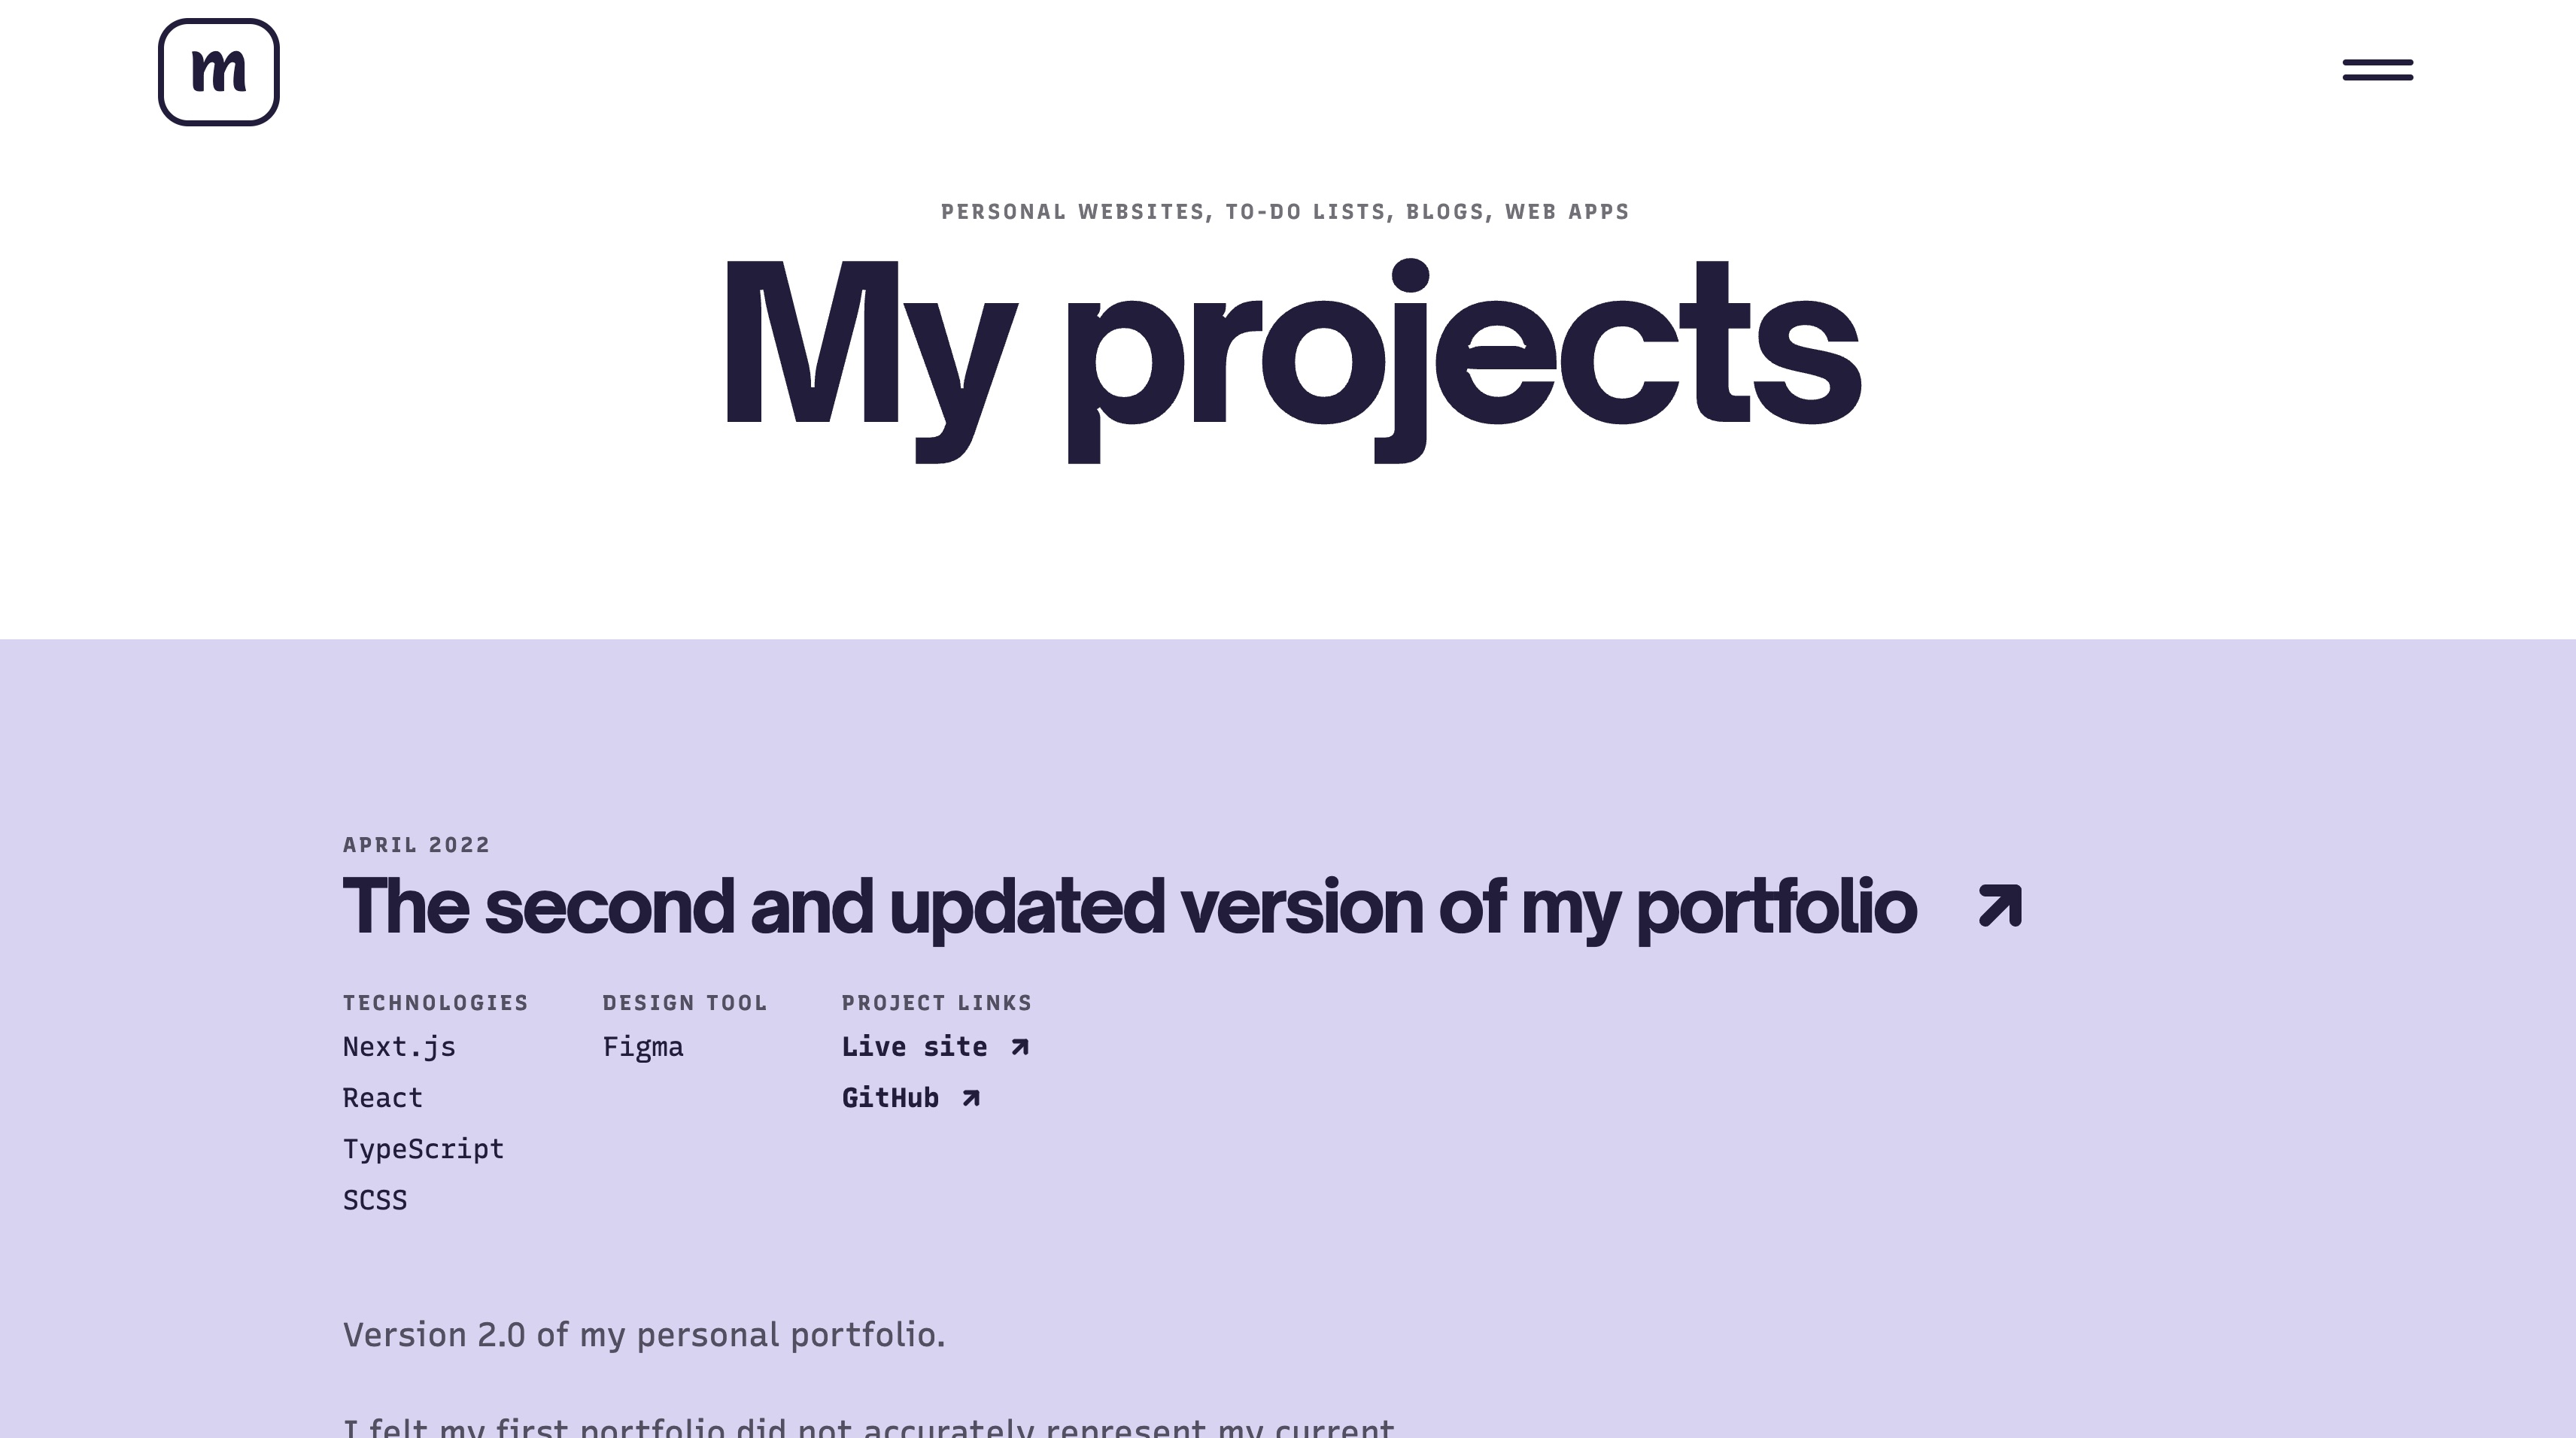 m
PERSONAL WEBSITES, TO-DO LISTS, BLOGS, WEB APPS
My projects
APRIL 2022
The second and updated version of my portfolio
TECHNOLOGIES
Next.js
React
TypeScript
SCSS
DESIGN TOOL
Figma
PROJECT LINKS
Live site
GitHub
Version 2.0 of my personal portfolio.
I felt my first portfolio did not accurately represent my current